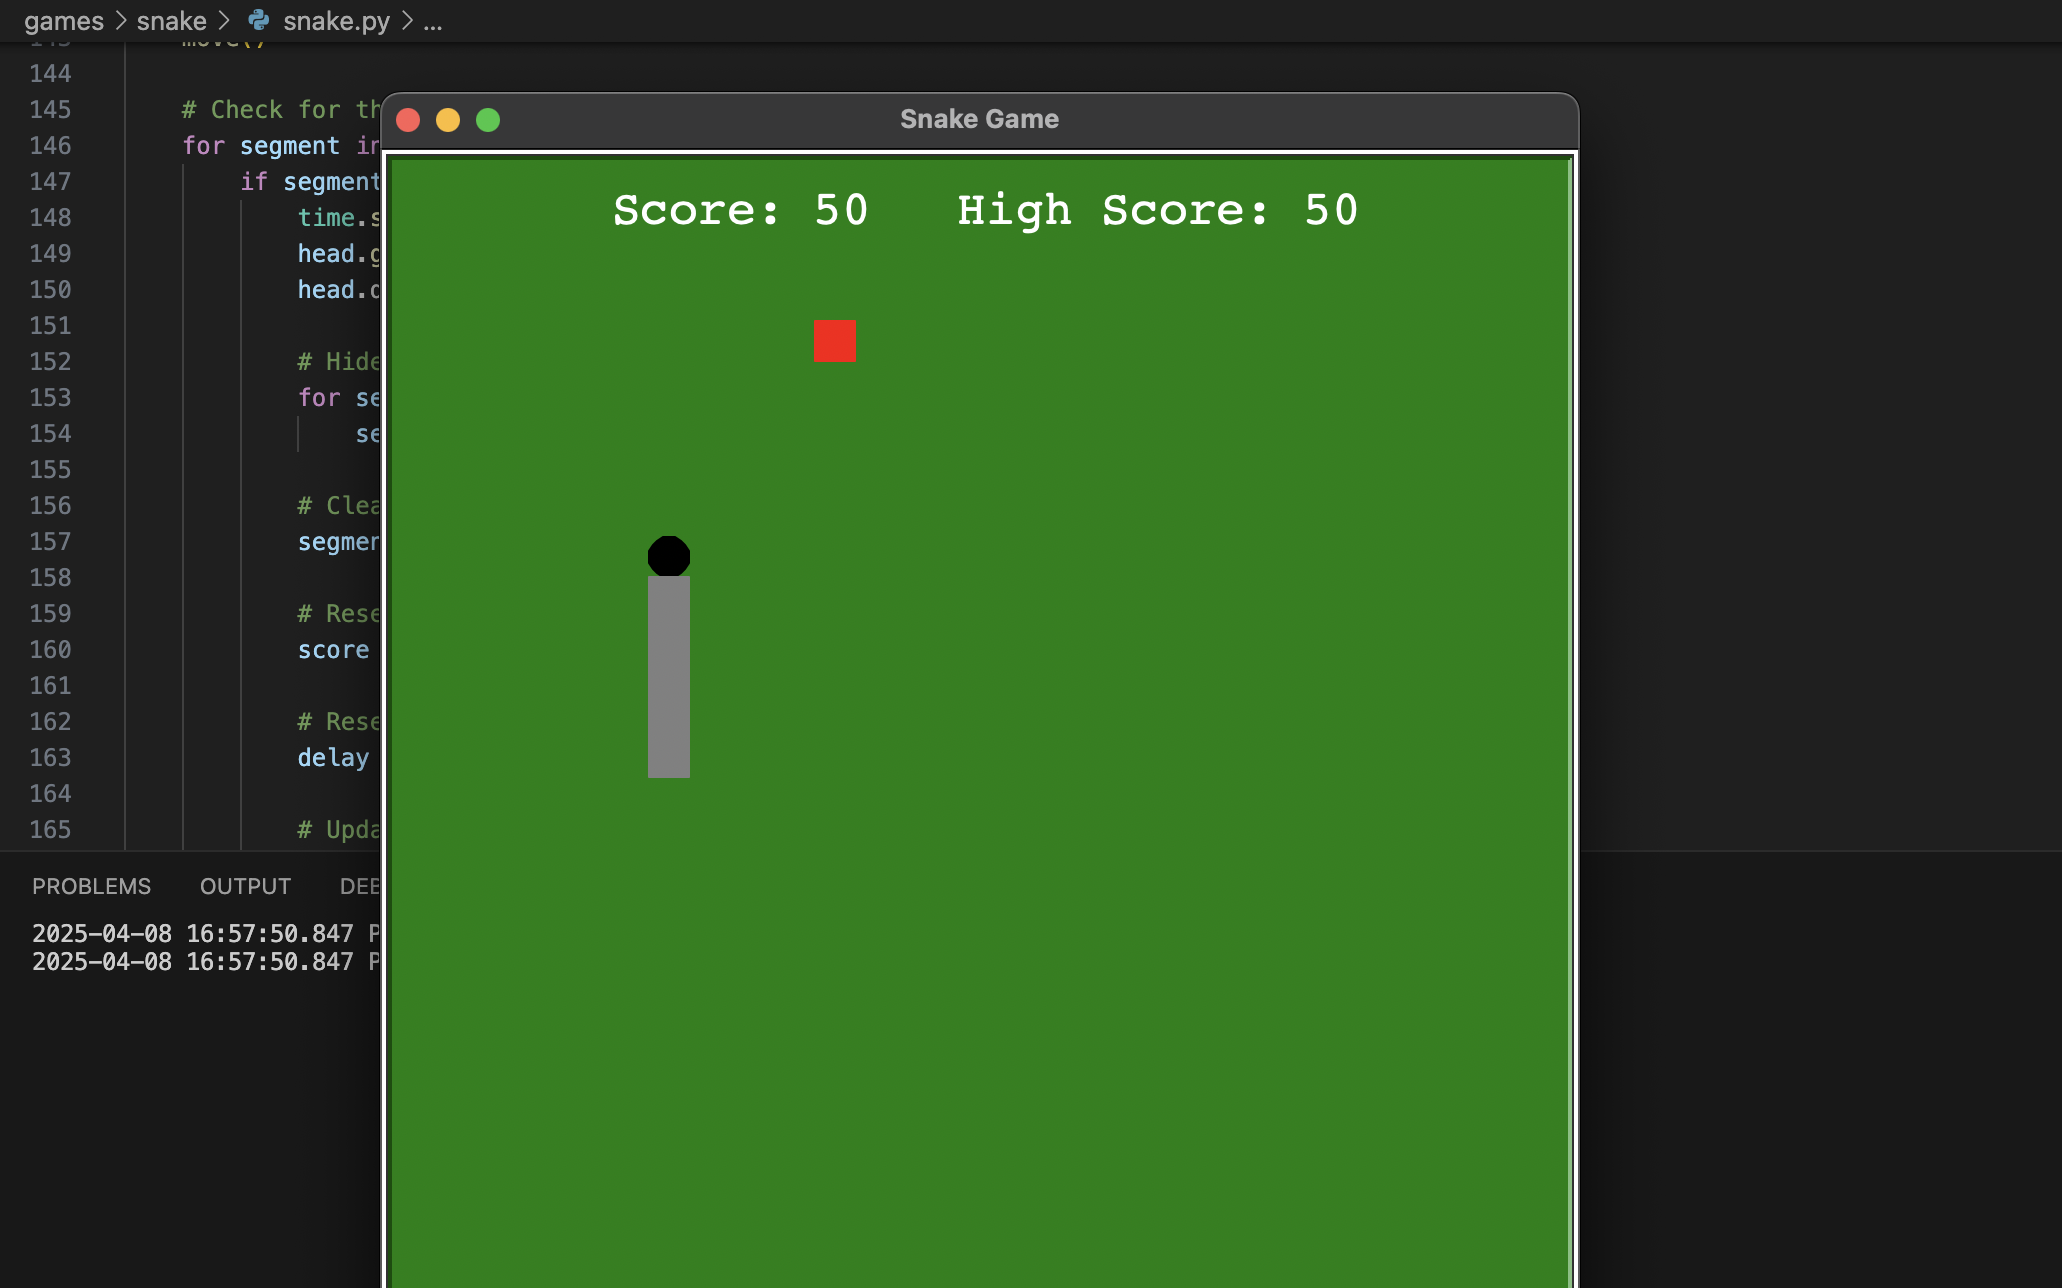 games > snake > snake.py > ...
move()
144
145 # Check for th
146 for segment in
147 if segment
148 time.s
149 head.g
150 head.
151
152 # Hide
153 for se
154 se
155
156 # Clea
157 segmen
158
159 # Rese
160 score
161
162 # Rese
163 delay
164
165 # Upda
Snake Game
Score: 50 High Score: 50
PROBLEMS OUTPUT DEB
2025-04-08 16:57:50.847 P
2025-04-08 16:57:50.847 P